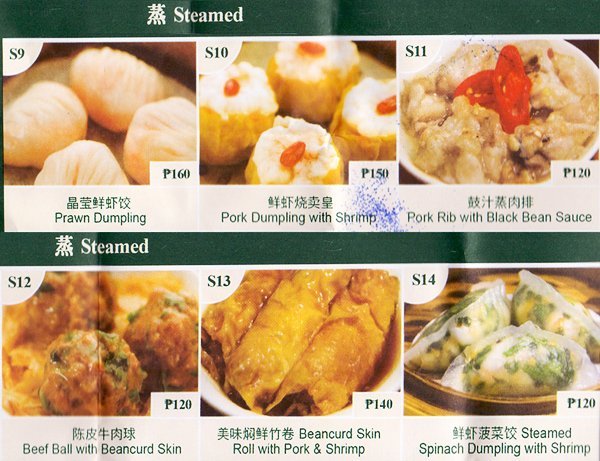 蒸 Steamed
S9
S10
S11
₱160
₱150
₱120
晶莹鲜虾饺
Prawn Dumpling
鲜虾烧卖皇
Pork Dumpling with Shrimp
鼓汁蒸肉排
Pork Rib with Black Bean Sauce
蒸 Steamed
S12
S13
S14
₱120
₱140
₱120
陈皮牛肉球
Beef Ball with Beancurd Skin
美味焖鲜竹卷 Beancurd Skin
Roll with Pork & Shrimp
鲜虾菠菜饺 Steamed
Spinach Dumpling with Shrimp